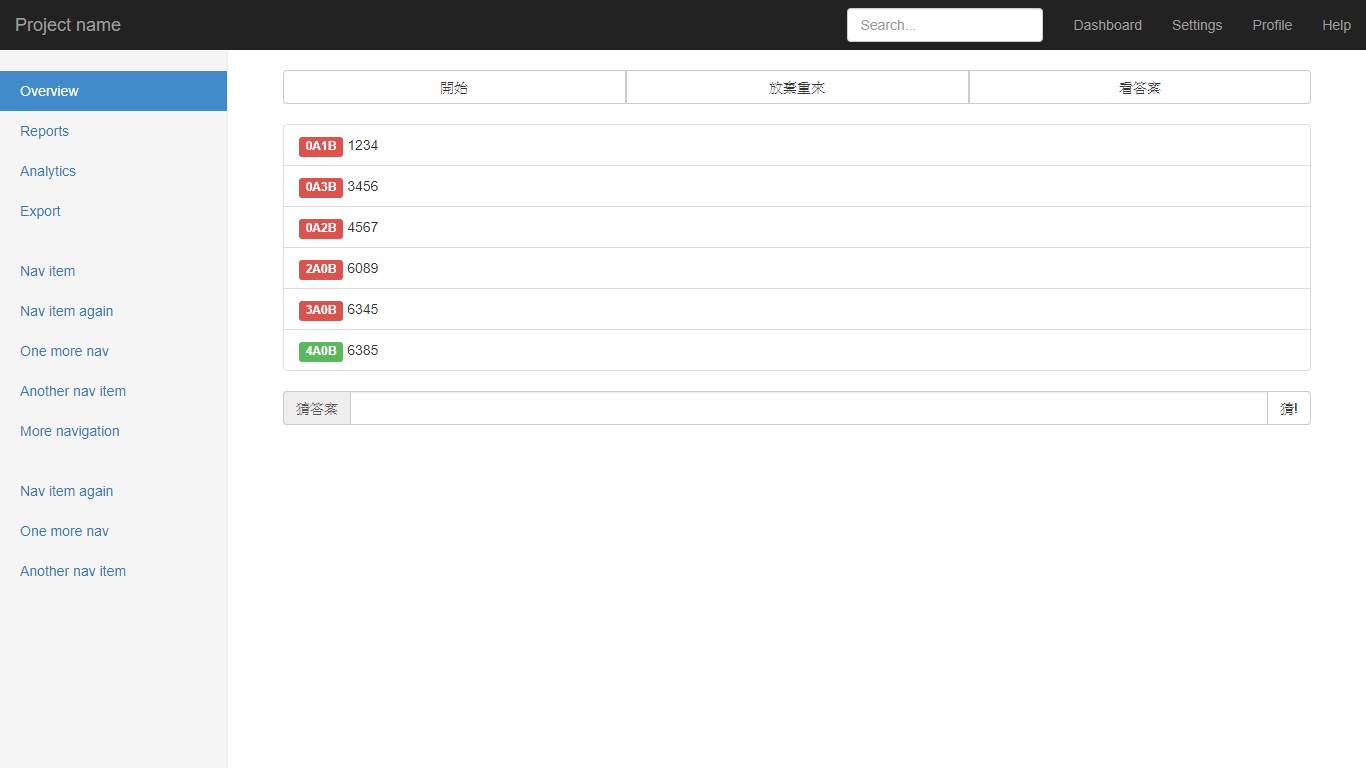 Project name
Search...
Dashboard
Settings
Profile
Help
Overview
Reports
Analytics
Export
Nav item
Nav item again
One more nav
Another nav item
More navigation
Nav item again
One more nav
Another nav item
開始
放棄重來
看答案
0A1B 1234
0A3B 3456
0A2B 4567
2A0B 6089
3A0B 6345
4A0B 6385
猜答案
猜!